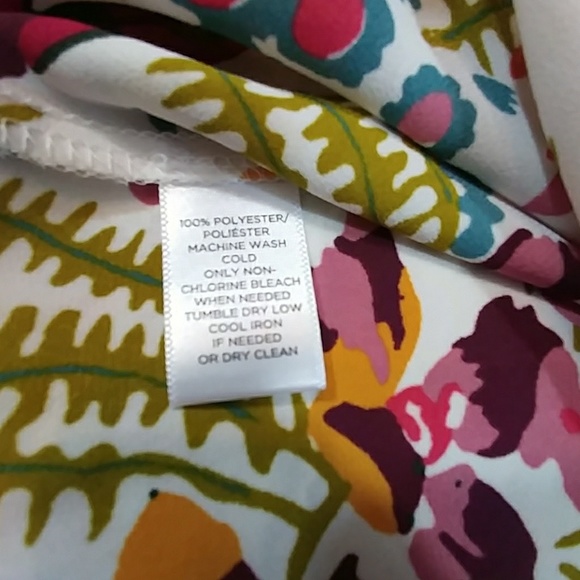 100% POLYESTER/
POLIÉSTER
MACHINE WASH
COLD
ONLY NON-
CHLORINE BLEACH
WHEN NEEDED
TUMBLE DRY LOW
COOL IRON
IF NEEDED
OR DRY CLEAN